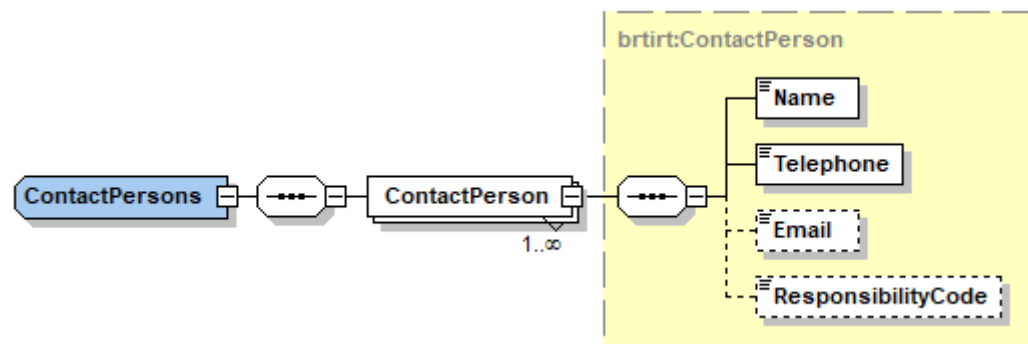 brtirt:ContactPerson
Name
Telephone
ContactPersons
ContactPerson
1..∞
Email
ResponsibilityCode